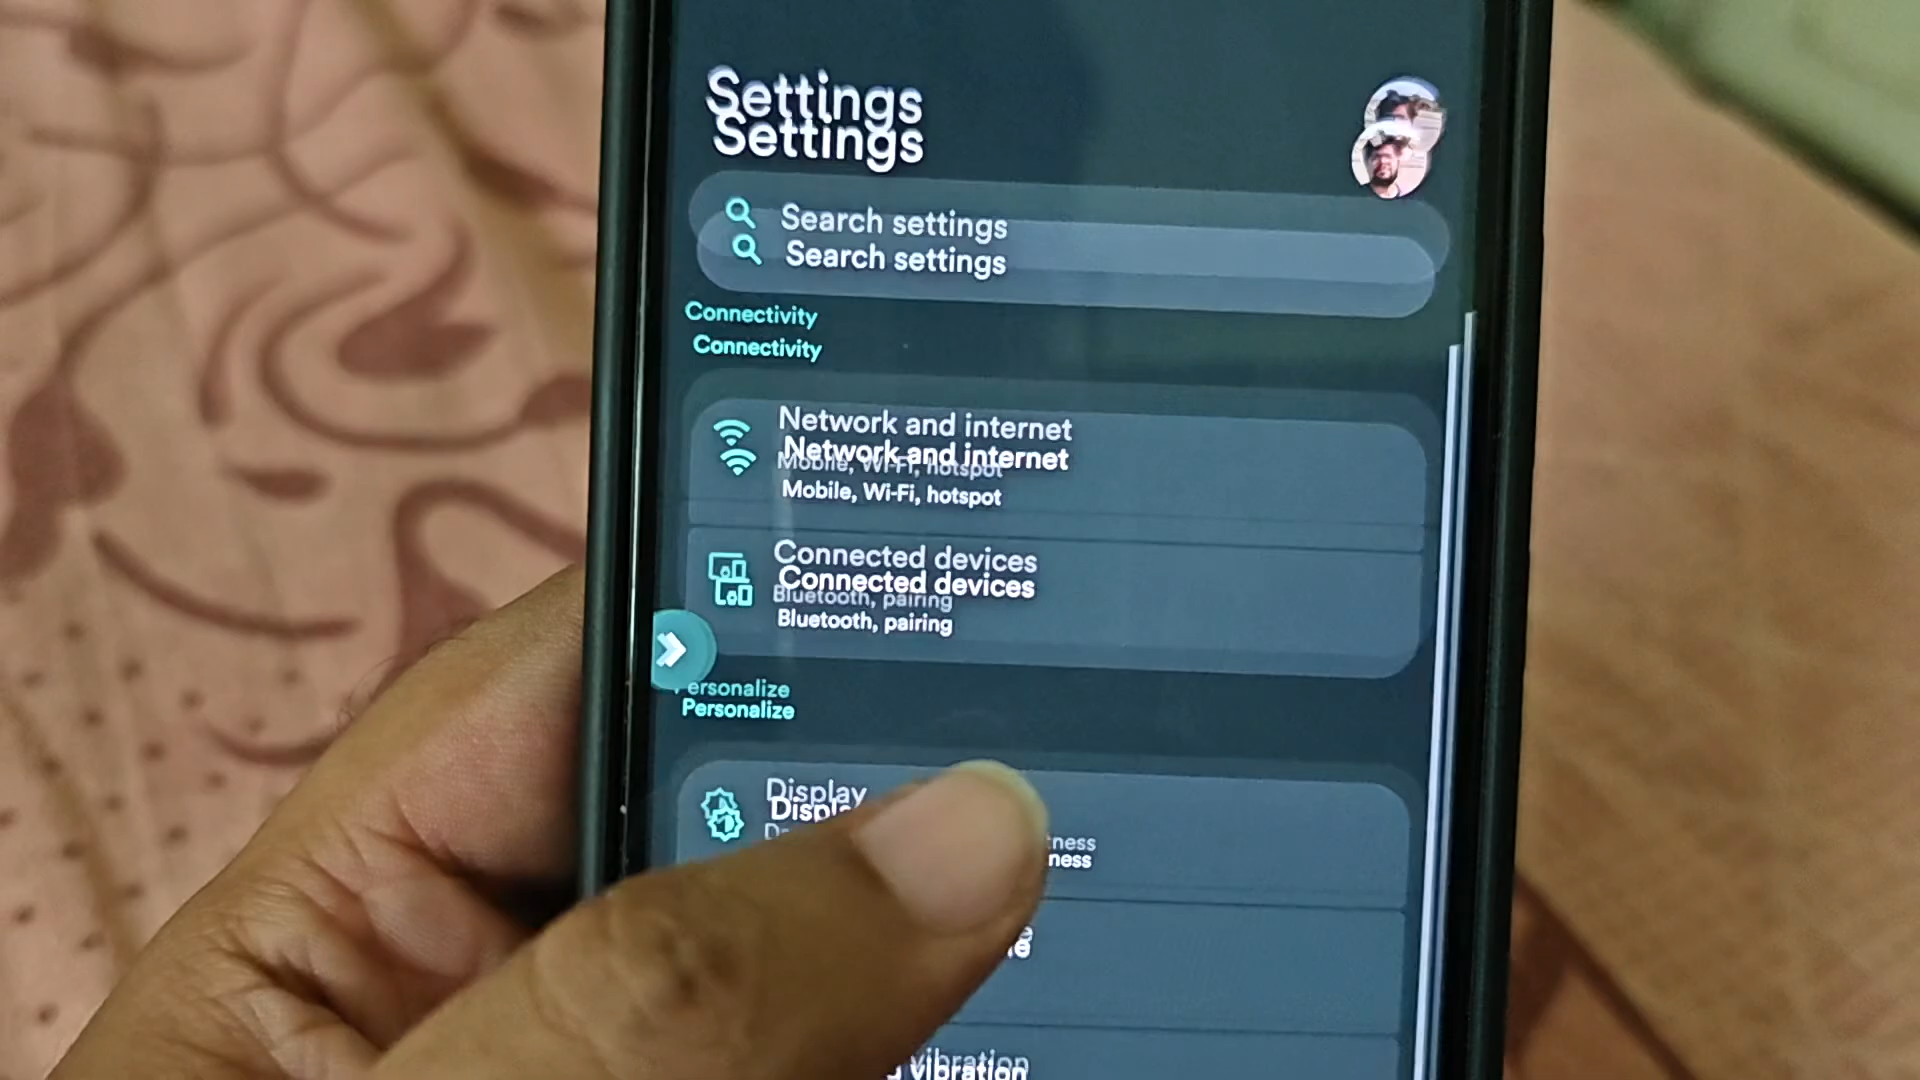 Settings
Settings
Search settings
Search settings
Connectivity
Connectivity
Network and internet
Network and internet
Mobile, Wi-Fi, hotspot
Mobile, Wi-Fi, hotspot
Connected devices
Connected devices
Bluetooth, pairing
Bluetooth, pairing
Personalize
Personalize
Display
vibration
vibration